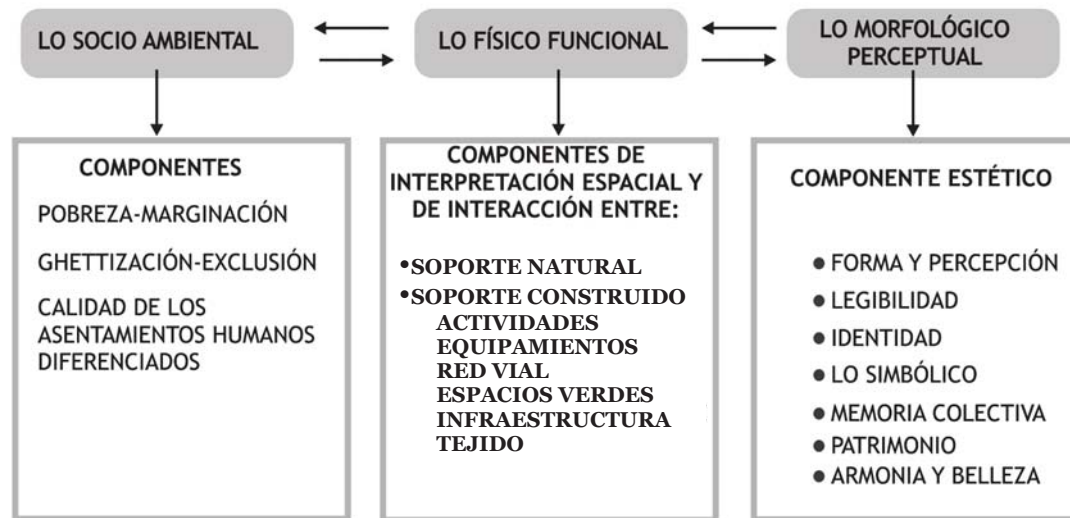 LO SOCIO AMBIENTAL
LO FÍSICO FUNCIONAL
LO MORFOLÓGICO
PERCEPTUAL
COMPONENTES
POBREZA-MARGINACIÓN
GHETTIZACIÓN-EXCLUSIÓN
CALIDAD DE LOS
ASENTAMIENTOS HUMANOS
DIFERENCIADOS
COMPONENTES DE
INTERPRETACIÓN ESPACIAL Y
DE INTERACCIÓN ENTRE:
•SOPORTE NATURAL
•SOPORTE CONSTRUIDO
ACTIVIDADES
EQUIPAMIENTOS
RED VIAL
ESPACIOS VERDES
INFRAESTRUCTURA
TEJIDO
COMPONENTE ESTÉTICO
• FORMA Y PERCEPCIÓN
• LEGIBILIDAD
• IDENTIDAD
• LO SIMBÓLICO
• MEMORIA COLECTIVA
• PATRIMONIO
• ARMONIA Y BELLEZA